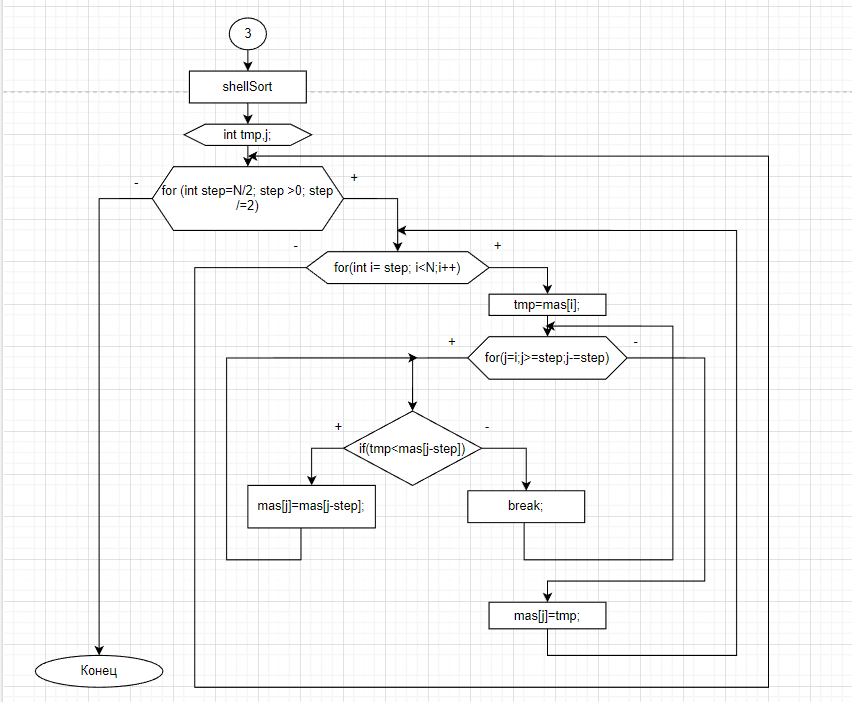 3
shellSort
int tmp,j;
-
+
for (int step=N/2; step >0; step
/=2)
-
+
for(int i= step; i<N;i++)
tmp=mas[i];
+
-
for(j=i;j>=step;j-=step)
+
-
if(tmp<mas[j-step])
mas[j]=mas[j-step];
break;
mas[j]=tmp;
Конец